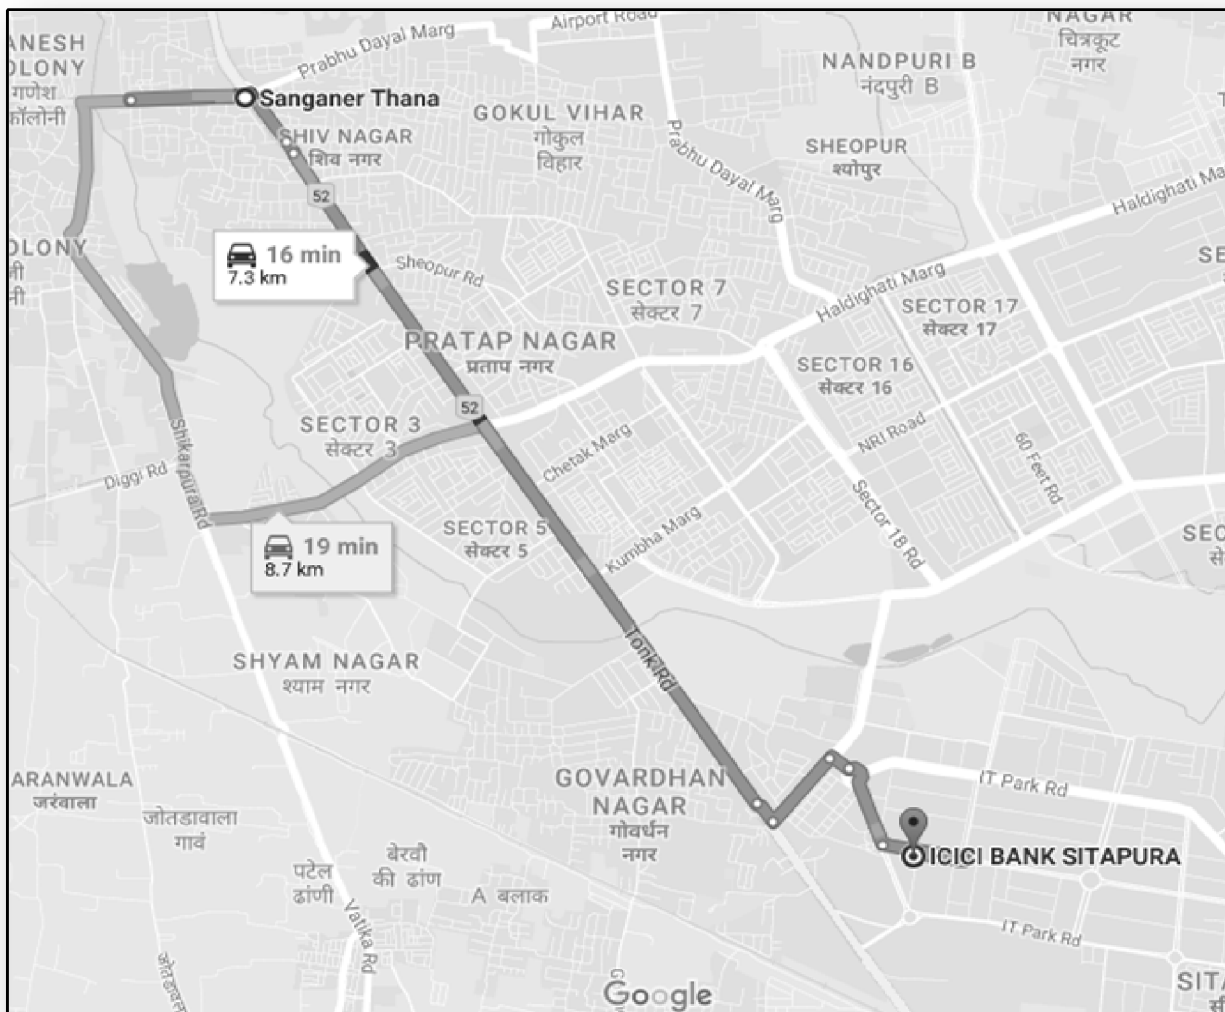 NAGAR
चित्रकूट
नगर
Airport Road
Prabhu Dayal Marg
ANESH
OLONY
गणेश
कॉलोनी
NANDPURI B
नंदपुरी B
Sanganer Thana
GOKUL VIHAR
गोकुल
विहार
SHIV NAGAR
शिव नगर
Prabhu Dayal Marg
SHEOPUR
श्योपुर
Haldighati Ma
52
OLONY
ली
नी
16 min
7.3 km
Sheopur Rd
SE
से
SECTOR 7
सेक्टर 7
Haldighati Marg
SECTOR 17
सेक्टर 17
PRATAP NAGAR
प्रताप नगर
SECTOR 16
सेक्टर 16
52
SECTOR 3
सेक्टर 3
NRI Road
Chetak Marg
60 Feet Rd
Diggi Rd
Shikarpura Rd
SECTOR 5
सेक्टर 5
Kumbha Marg
Sector 18 Rd
SEC
से
19 min
8.7 km
Tonk Rd
SHYAM NAGAR
श्याम नगर
GOVARDHAN
NAGAR
गोवर्धन
नगर
IT Park Rd
ARANWALA
जरंवाला
जोतडावाला
गावं
ICICI BANK SITAPURA
बेरवौ
की ढांण
पटेल
ढांणी
A बलाक
Vatika Rd
IT Park Rd
SITA
सी
Google